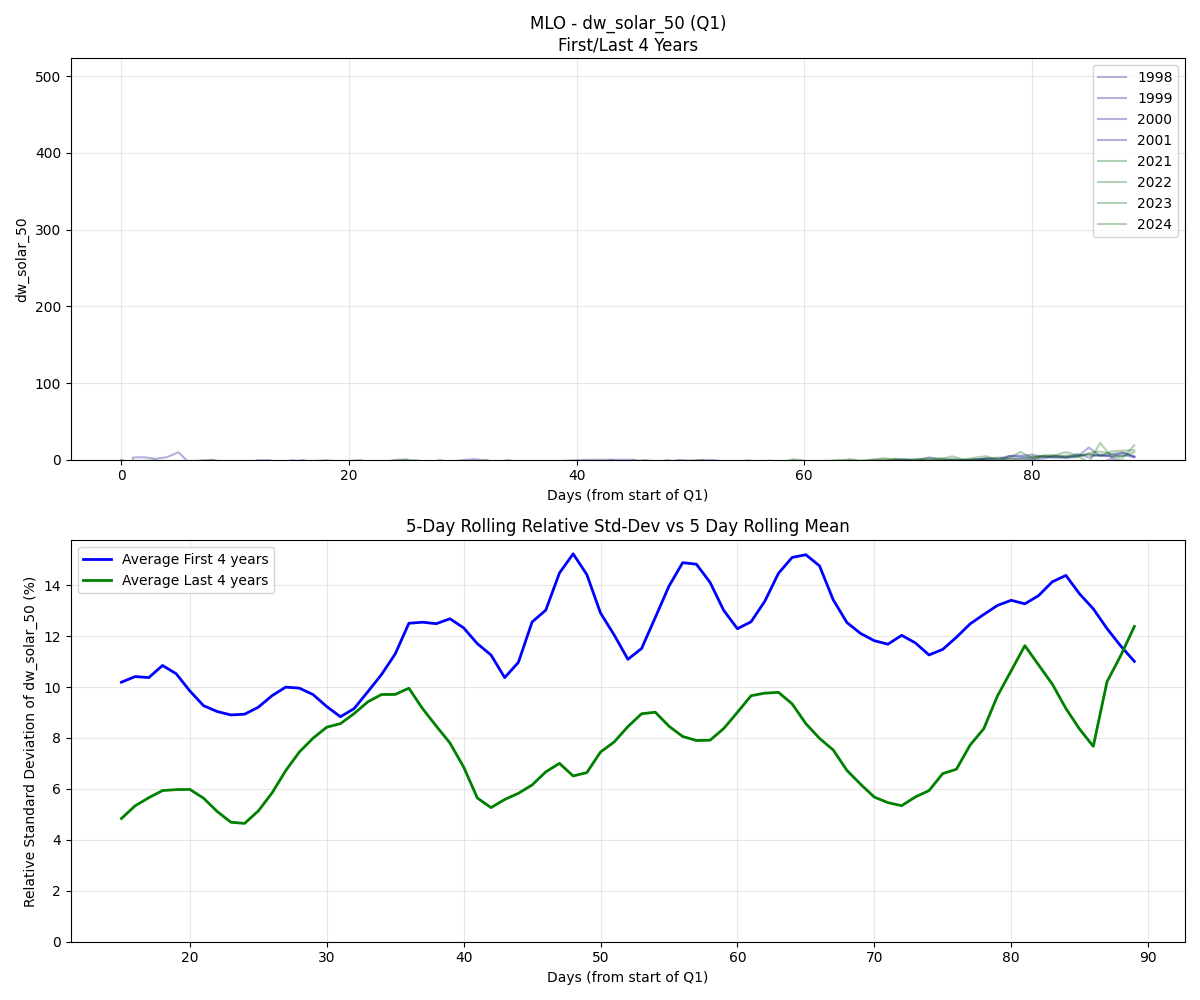 MLO - dw_solar_50 (Q1)
First/Last 4 Years
500
400
300
200
100
0
dw_solar_50
1998
1999
2000
2001
2021
2022
2023
2024
0 20 40 60 80
Days (from start of Q1)
5-Day Rolling Relative Std-Dev vs 5 Day Rolling Mean
Average First 4 years
Average Last 4 years
14
12
10
8
6
4
2
0
Relative Standard Deviation of dw_solar_50 (%)
20 30 40 50 60 70 80 90
Days (from start of Q1)